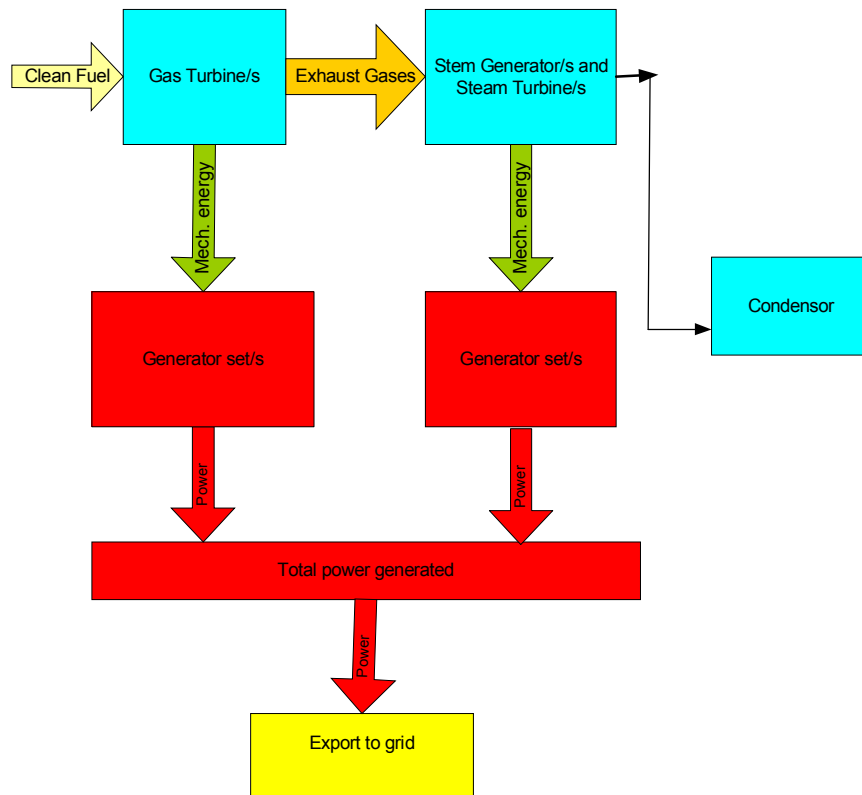 Clean Fuel
Gas Turbine/s
Exhaust Gases
Stem Generator/s and
Steam Turbine/s
Mech. energy
Mech. energy
Condensor
Generator set/s
Generator set/s
Power
Power
Total power generated
Power
Export to grid